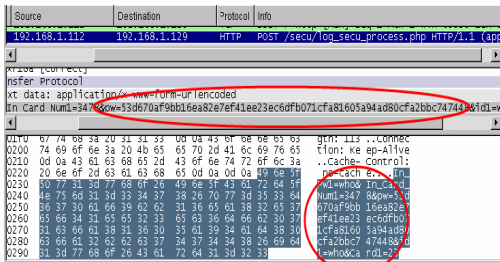 Source Destination Protocol Info
192.168.1.112 192.168.1.129 HTTP POST /secu/log_secu_process.php HTTP/1.1 (app
nsfer Protocol
xt data: application/x-www-form-urlencoded
In_Card_Num1=3478&pw=53d670af9bb16ea82e7ef41ee23ec6dfb071cfa81605a94ad80cfa2bbc747448&id1=w
01f0 67 74 68 3a 20 31 31 33 0d 0a 43 6f 6e 6e 65 63 gth: 113 ..Connec
0200 74 69 6f 6e 3a 20 4b 65 65 70 2d 41 6c 69 76 65 tion: Ke ep-Alive
0210 0d 0a 43 61 63 68 65 2d 43 6f 6e 74 72 6f 6c 3a ..Cache- Control:
0220 20 6e 6f 2d 63 61 63 68 65 0d 0a 0d 0a 49 6e 5f no-cach e....In_
0230 50 77 31 3d 77 68 6f 26 49 6e 5f 43 61 72 64 5f Pw1=who& In_Card_
0240 4e 75 6d 31 3d 33 34 37 38 26 70 77 3d 35 33 64 Num1=347 8&pw=53d
0250 36 37 30 61 66 39 62 62 31 36 65 61 38 32 65 37 670af9bb 16ea82e7
0260 65 66 34 31 65 65 32 33 65 63 36 64 66 62 30 37 ef41ee23 ec6dfb07
0270 31 63 66 61 38 31 36 30 35 61 39 34 61 64 38 30 1cfa8160 5a94ad80
0280 63 66 61 32 62 62 63 37 34 37 34 34 38 26 69 64 cfa2bbc7 47448&id
0290 31 3d 77 68 6f 26 43 61 72 64 31 3d 32 33 1=who&Ca rd1=23